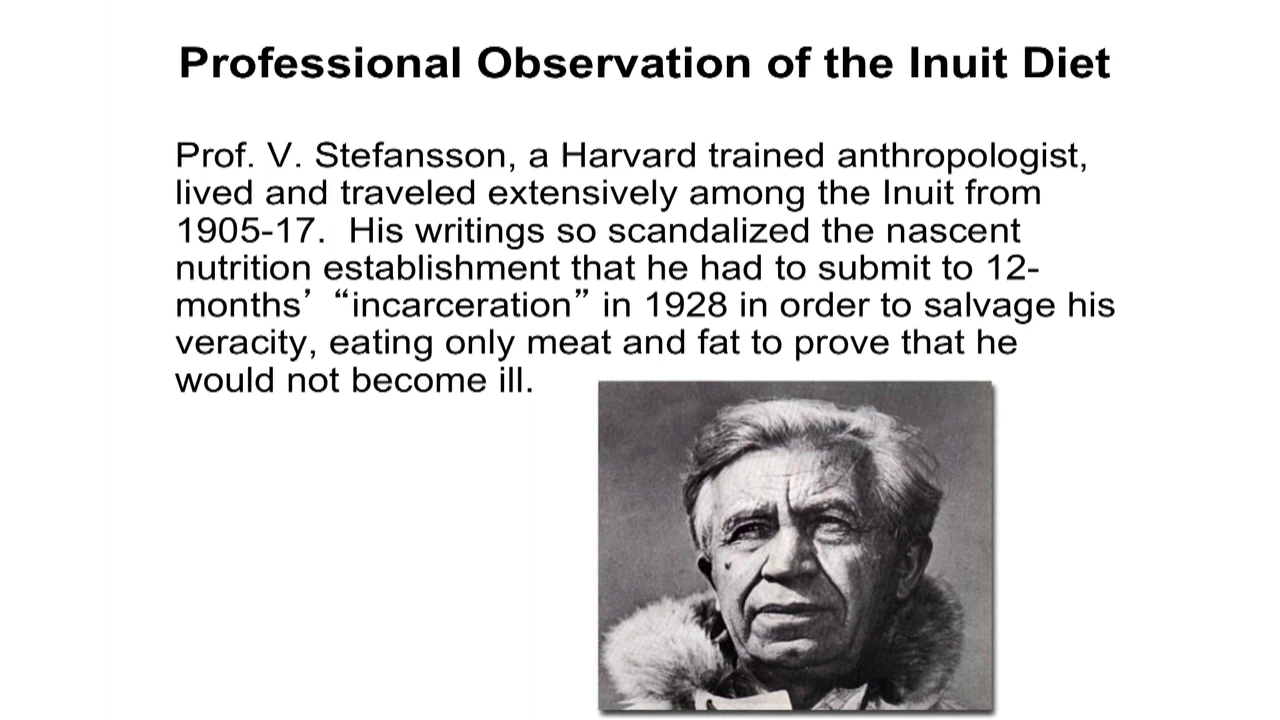 Professional Observation of the Inuit Diet
Prof. V. Stefansson, a Harvard trained anthropologist,
lived and traveled extensively among the Inuit from
1905-17.  His writings so scandalized the nascent
nutrition establishment that he had to submit to 12-
months’ “incarceration” in 1928 in order to salvage his
veracity, eating only meat and fat to prove that he
would not become ill.